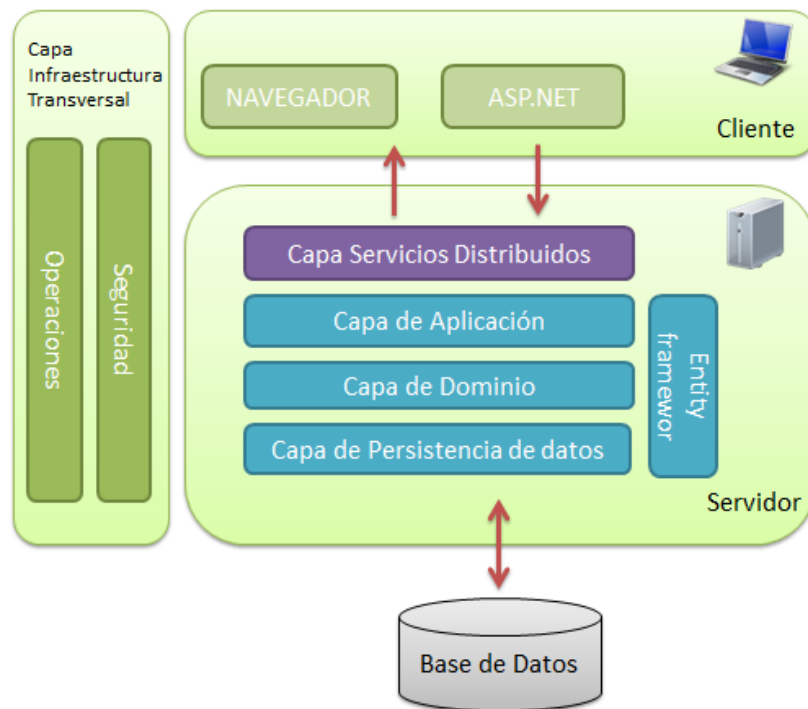 Capa
Infraestructura
Transversal
Operaciones
Seguridad
NAVEGADOR
ASP.NET
Cliente
Capa Servicios Distribuidos
Capa de Aplicación
Capa de Dominio
Capa de Persistencia de datos
Entity
framewor
Servidor
Base de Datos